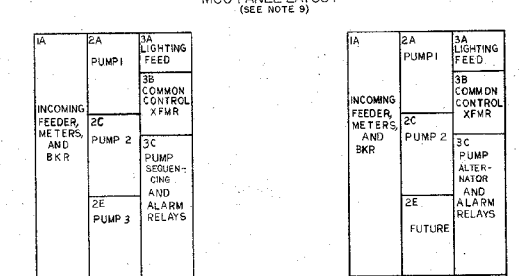 MCC PANEL LAYOUT
(SEE NOTE 9)
1A
INCOMING
FEEDER,
METERS,
AND
BKR
2A
PUMP 1
2C
PUMP 2
2E
PUMP 3
3A
LIGHTING
FEED
3B
COMMON
CONTROL
XFMR
3C
PUMP
SEQUEN-
CING
AND
ALARM
RELAYS
1A
INCOMING
FEEDER,
METERS,
AND
BKR
2A
PUMP 1
2C
PUMP 2
2E
FUTURE
3A
LIGHTING
FEED
3B
COMMON
CONTROL
XFMR
3C
PUMP
ALTER-
NATOR
AND
ALARM
RELAYS